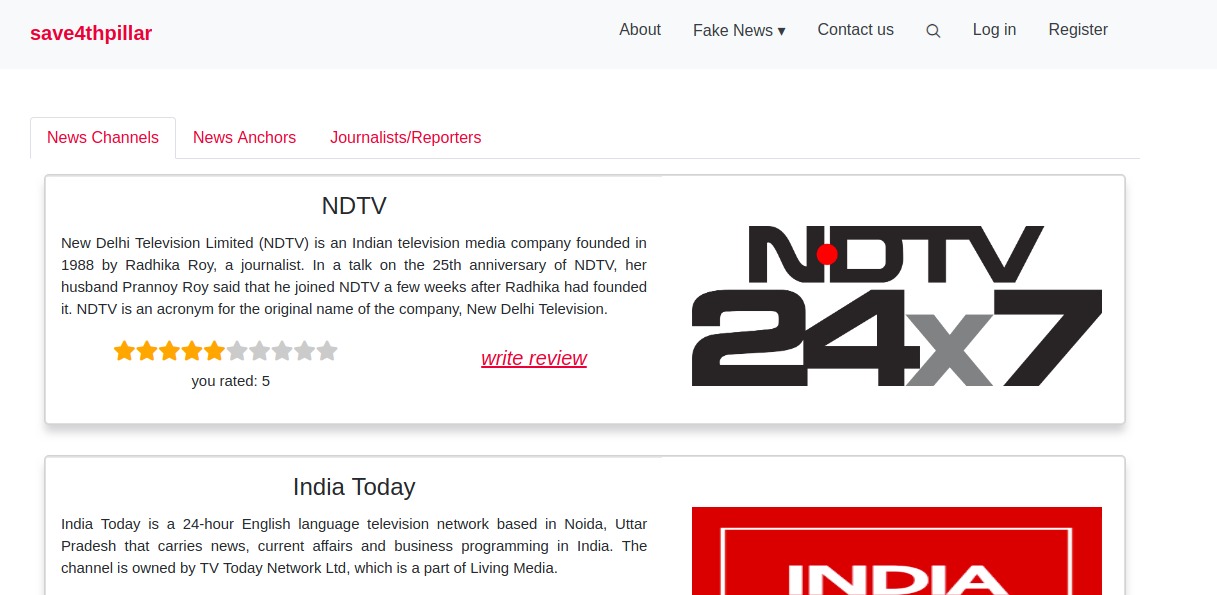 save4thpillar
About Fake News ▾ Contact us Log in Register
News Channels News Anchors Journalists/Reporters
NDTV
New Delhi Television Limited (NDTV) is an Indian television media company founded in
1988 by Radhika Roy, a journalist. In a talk on the 25th anniversary of NDTV, her
husband Prannoy Roy said that he joined NDTV a few weeks after Radhika had founded
it. NDTV is an acronym for the original name of the company, New Delhi Television.
write review
you rated: 5
NDTV
24x7
India Today
India Today is a 24-hour English language television network based in Noida, Uttar
Pradesh that carries news, current affairs and business programming in India. The
channel is owned by TV Today Network Ltd, which is a part of Living Media.
INDIA